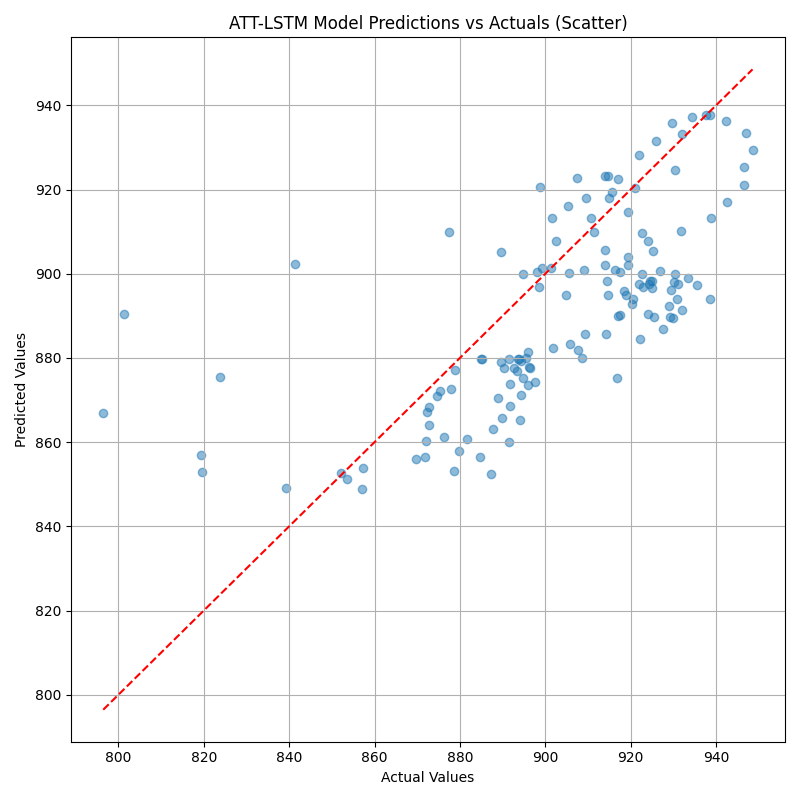 ATT-LSTM Model Predictions vs Actuals (Scatter)
940
920
900
880
860
840
820
800
Predicted Values
800 820 840 860 880 900 920 940
Actual Values